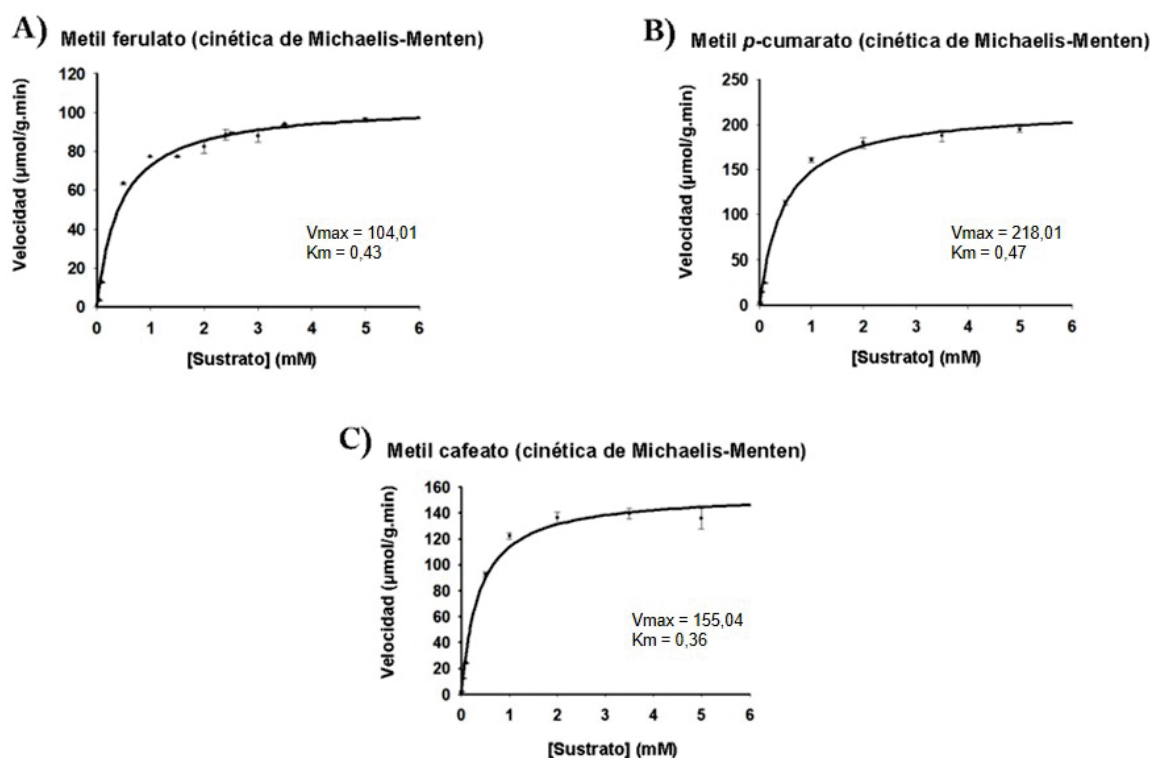 A) Metil ferulato (cinética de Michaelis-Menten)
120
100
80
60
40
20
0
Velocidad (µmol/g.min)
Vmax = 104,01
Km = 0,43
0 1 2 3 4 5 6
[Sustrato] (mM)
B) Metil p-cumarato (cinética de Michaelis-Menten)
250
200
150
100
50
0
Velocidad (µmol/g.min)
Vmax = 218,01
Km = 0,47
0 1 2 3 4 5 6
[Sustrato] (mM)
C) Metil cafeato (cinética de Michaelis-Menten)
160
140
120
100
80
60
40
20
0
Velocidad (µmol/g.min)
Vmax = 155,04
Km = 0,36
0 1 2 3 4 5 6
[Sustrato] (mM)